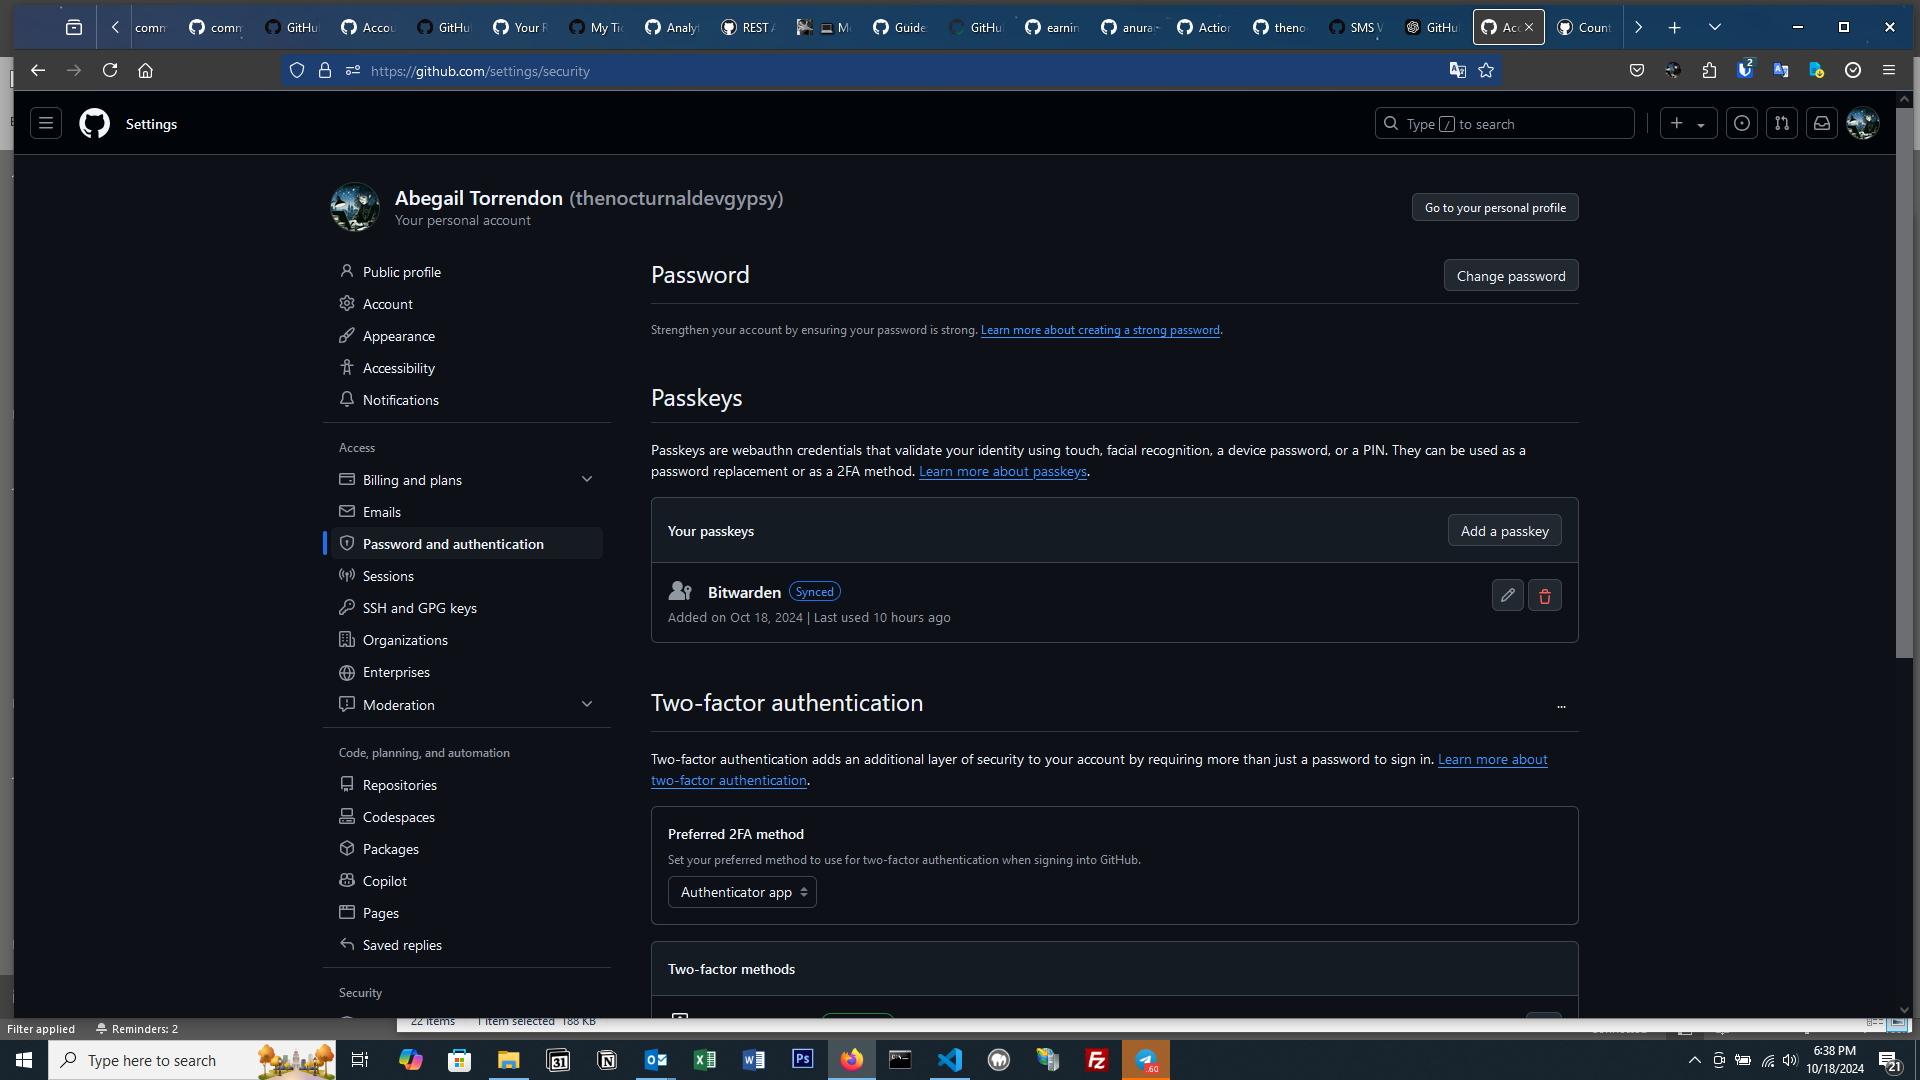 comm
comm
GitHu
Accou
GitHu
Your R
My Tic
Analyt
REST A
Me
Guide
GitHu
earnin
anura
Action
theno
SMS V
GitHu
Acc
Count
https://github.com/settings/security
2
Settings
Type / to search
Abegail Torrendon (thenocturnaldevgypsy)
Your personal account
Go to your personal profile
Public profile
Account
Appearance
Accessibility
Notifications
Access
Billing and plans
Emails
Password and authentication
Sessions
SSH and GPG keys
Organizations
Enterprises
Moderation
Code, planning, and automation
Repositories
Codespaces
Packages
Copilot
Pages
Saved replies
Security
Password
Change password
Strengthen your account by ensuring your password is strong. Learn more about creating a strong password.
Passkeys
Passkeys are webauthn credentials that validate your identity using touch, facial recognition, a device password, or a PIN. They can be used as a
password replacement or as a 2FA method. Learn more about passkeys.
Your passkeys
Add a passkey
Bitwarden Synced
Added on Oct 18, 2024 | Last used 10 hours ago
Two-factor authentication
...
Two-factor authentication adds an additional layer of security to your account by requiring more than just a password to sign in. Learn more about
two-factor authentication.
Preferred 2FA method
Set your preferred method to use for two-factor authentication when signing into GitHub.
Authenticator app
Two-factor methods
Filter applied
Reminders: 2
22 items
1 item selected 188 KB
Type here to search
31
Ps
Fz
.60
6:38 PM
10/18/2024
21